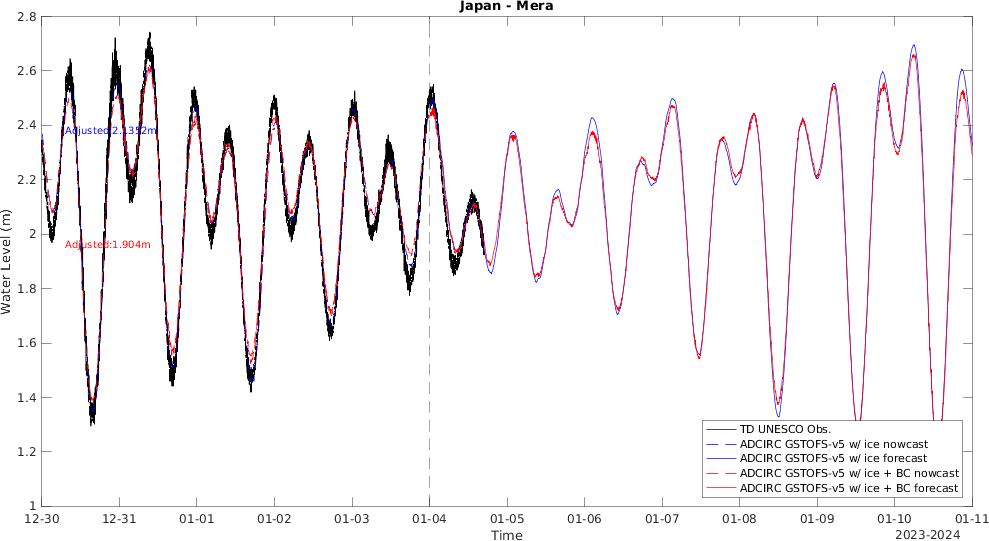 Japan - Mera
2.8
2.6
2.4
2.2
2
1.8
1.6
1.4
1.2
1
Water Level (m)
Adjusted:2.1352m
Adjusted:1.904m
TD UNESCO Obs.
ADCIRC GSTOFS-v5 w/ ice nowcast
ADCIRC GSTOFS-v5 w/ ice forecast
ADCIRC GSTOFS-v5 w/ ice + BC nowcast
ADCIRC GSTOFS-v5 w/ ice + BC forecast
12-30 12-31 01-01 01-02 01-03 01-04 01-05 01-06 01-07 01-08 01-09 01-10 01-11
Time
2023-2024